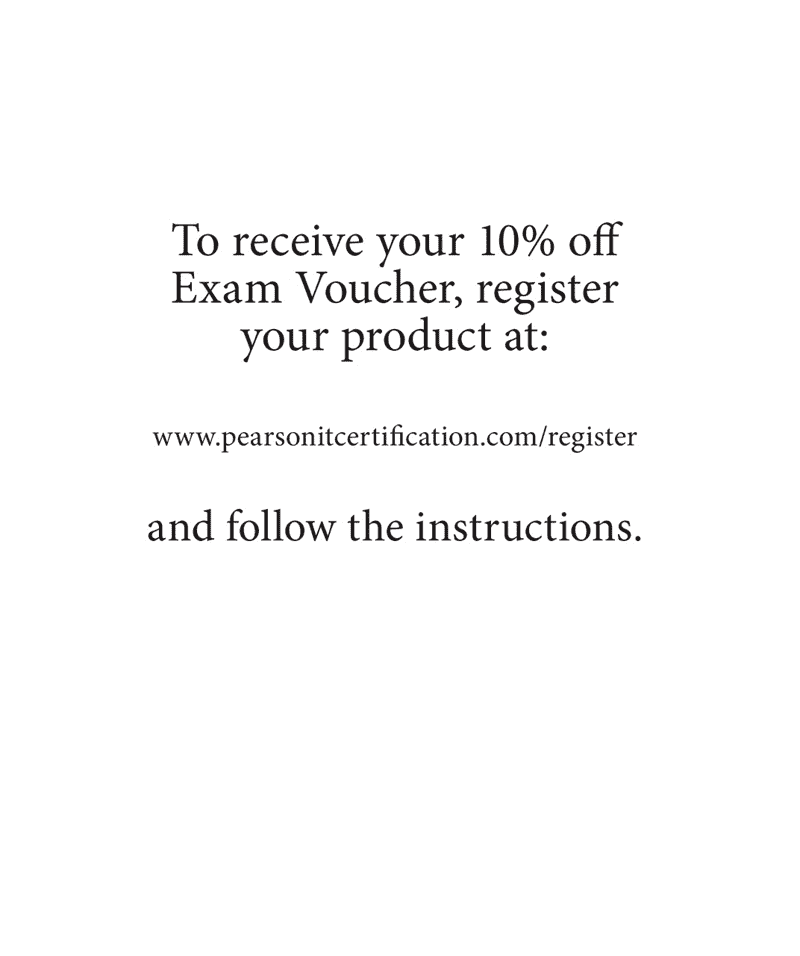 To receive your 10% off
Exam Voucher, register
your product at:
www.pearsonitcertification.com/register
and follow the instructions.